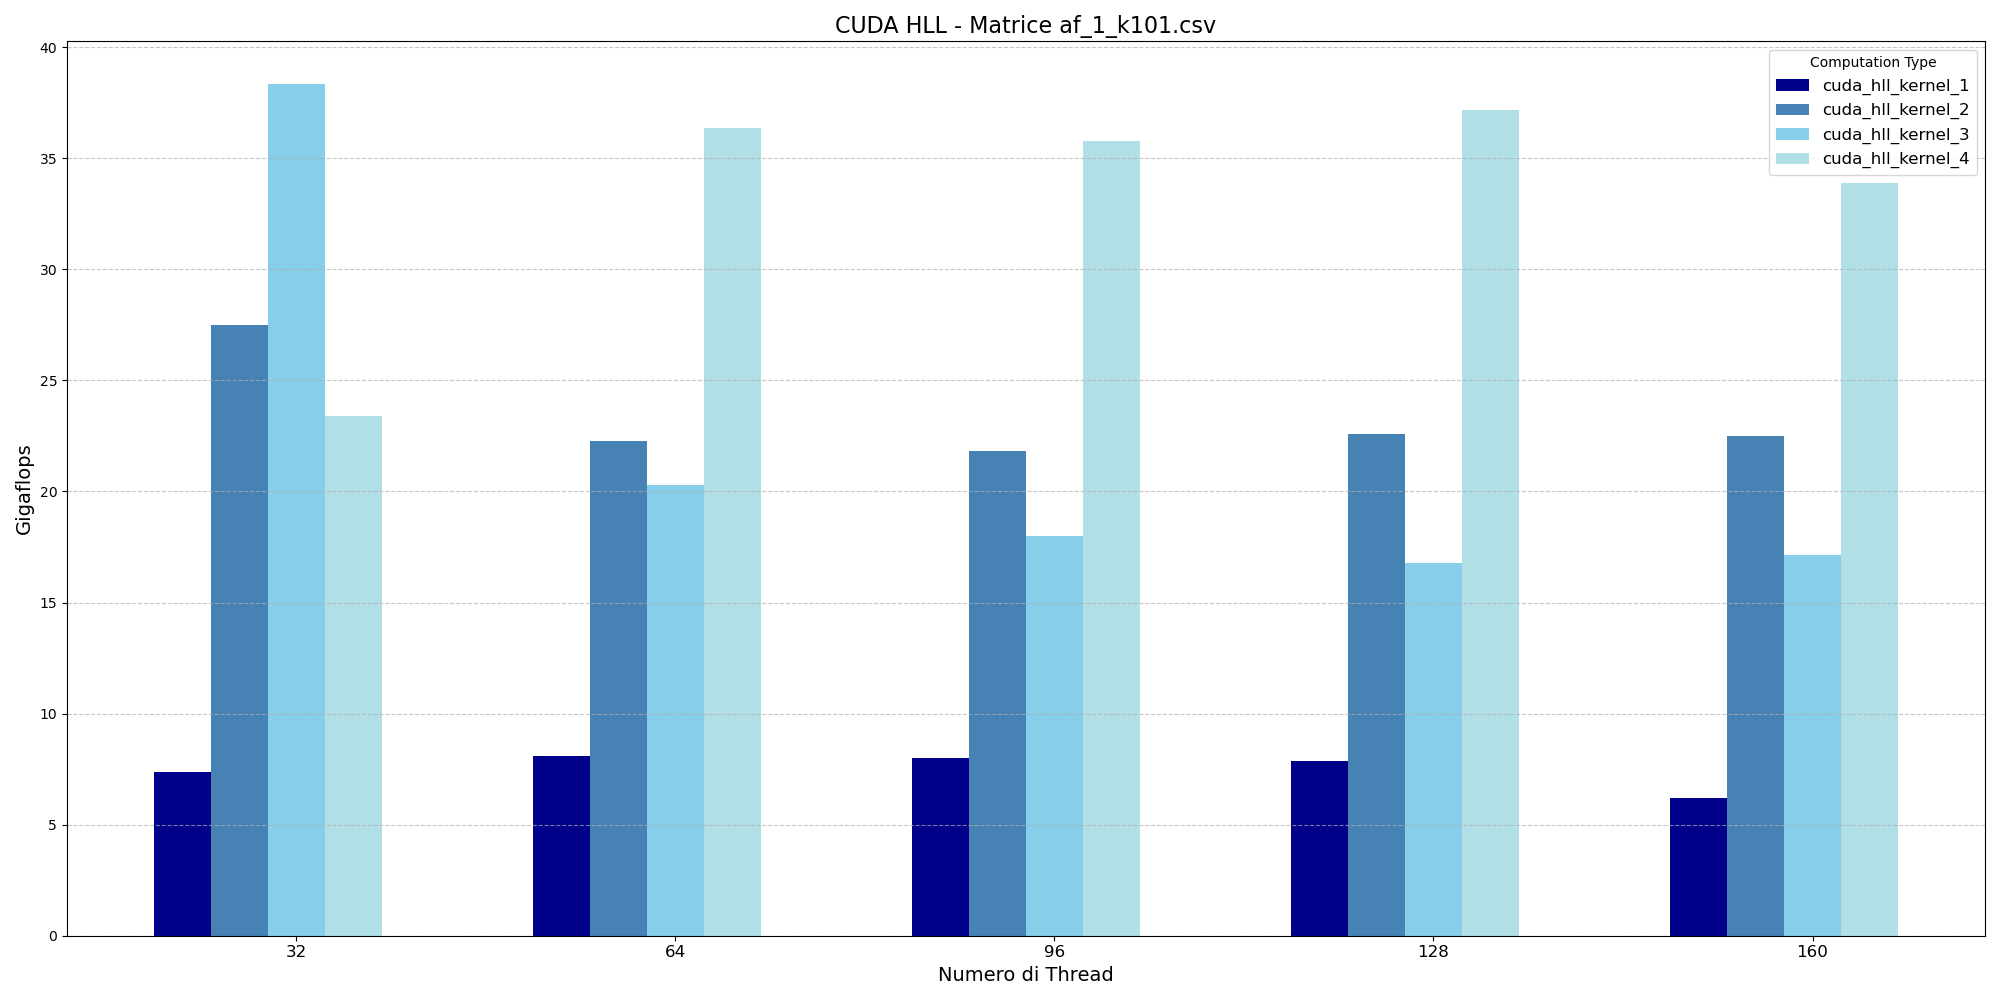 CUDA HLL - Matrice af_1_k101.csv
40
35
30
25
20
15
10
5
0
Gigaflops
Computation Type
cuda_hll_kernel_1
cuda_hll_kernel_2
cuda_hll_kernel_3
cuda_hll_kernel_4
32
64
96
128
160
Numero di Thread